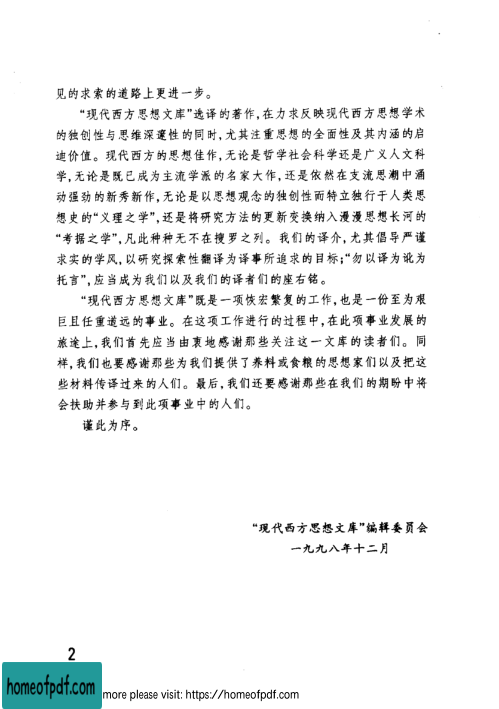 见的求索的道路上更进一步。
“现代西方思想文库”选译的著作,在力求反映现代西方思想学术
的独创性与思维深邃性的同时,尤其注重思想的全面性及其内涵的启
迪价值。现代西方的思想佳作,无论是哲学社会科学还是广义人文科
学,无论是既已成为主流学派的名家大作,还是依然在支流思潮中涌
动强劲的新秀新作,无论是以思想观念的独创性而特立独行于人类思
想史的“义理之学”,还是将研究方法的更新变换纳入漫漫思想长河的
“考据之学”,凡此种种无不在搜罗之列。我们的译介,尤其倡导严谨
求实的学风,以研究探索性翻译为译事所追求的目标;“勿以译为讹为
托言”,应当成为我们以及我们的译者们的座右铭。
“现代西方思想文库”既是一项恢宏繁复的工作,也是一份至为艰
巨且任重道远的事业。在这项工作进行的过程中,在此项事业发展的
旅途上,我们首先应当由衷地感谢那些关注这一文库的读者们。同
样,我们也要感谢那些为我们提供了养料或食粮的思想家们以及把这
些材料传译过来的人们。最后,我们还要感谢那些在我们的期盼中将
会扶助并参与到此项事业中的人们。
谨此为序。
“现代西方思想文库”编辑委员会
一九九八年十二月
2
homeofpdf.com more please visit: https://homeofpdf.com